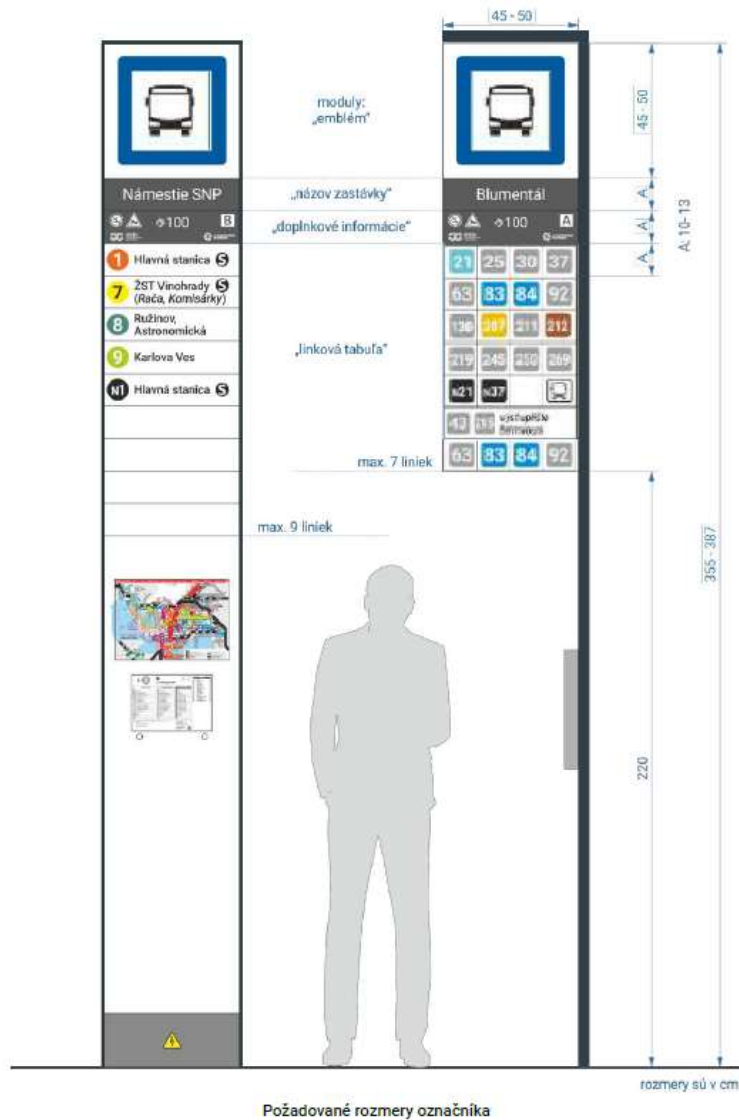 45 - 50
moduly:
„emblém"
45 - 50
Námestie SNP
„názov zastávky"
Blumentál
A
100
B
„doplnkové informácie"
100
A
A
A: 10-13
1 Hlavná stanica S
21 25 30 37
A
7 ŽST Vinohrady S
(Rača, Komisárky)
63 83 84 92
8 Ružinov,
Astronomická
212
9 Karlova Ves
„linková tabuľa"
N1 Hlavná stanica S
N21 N37
43
výstupište
max. 7 liniek
63 83 84 92
max. 9 liniek
355 - 387
220
rozmery sú v cm
Požadované rozmery označníka